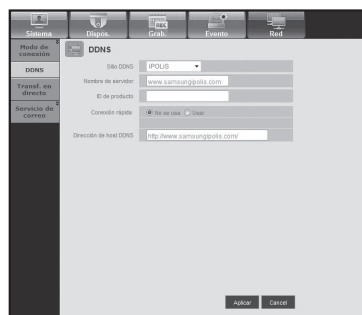 Sistema Dispos. Grab. Evento Red
REC
Modo de conexión
DDNS
Transf. en directo
Servicio de correo
DDNS
Sitio DDNS IPOLIS
Nombre de servidor www.samsungipolis.com
ID de producto
Conexión rápida No se usa Usar
Dirección de host DDNS http://www.samsungipolis.com/
Aplicar Cancel